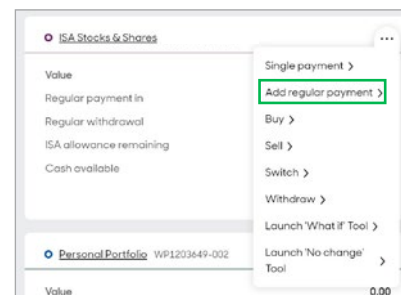 ISA Stocks & Shares
...
Value
Regular payment in
Regular withdrawal
ISA allowance remaining
Cash available
Single payment >
Add regular payment >
Buy >
Sell >
Switch >
Withdraw >
Launch 'What if' Tool >
Launch 'No change'
Tool >
Personal Portfolio WP1203649-002
Value 0.00